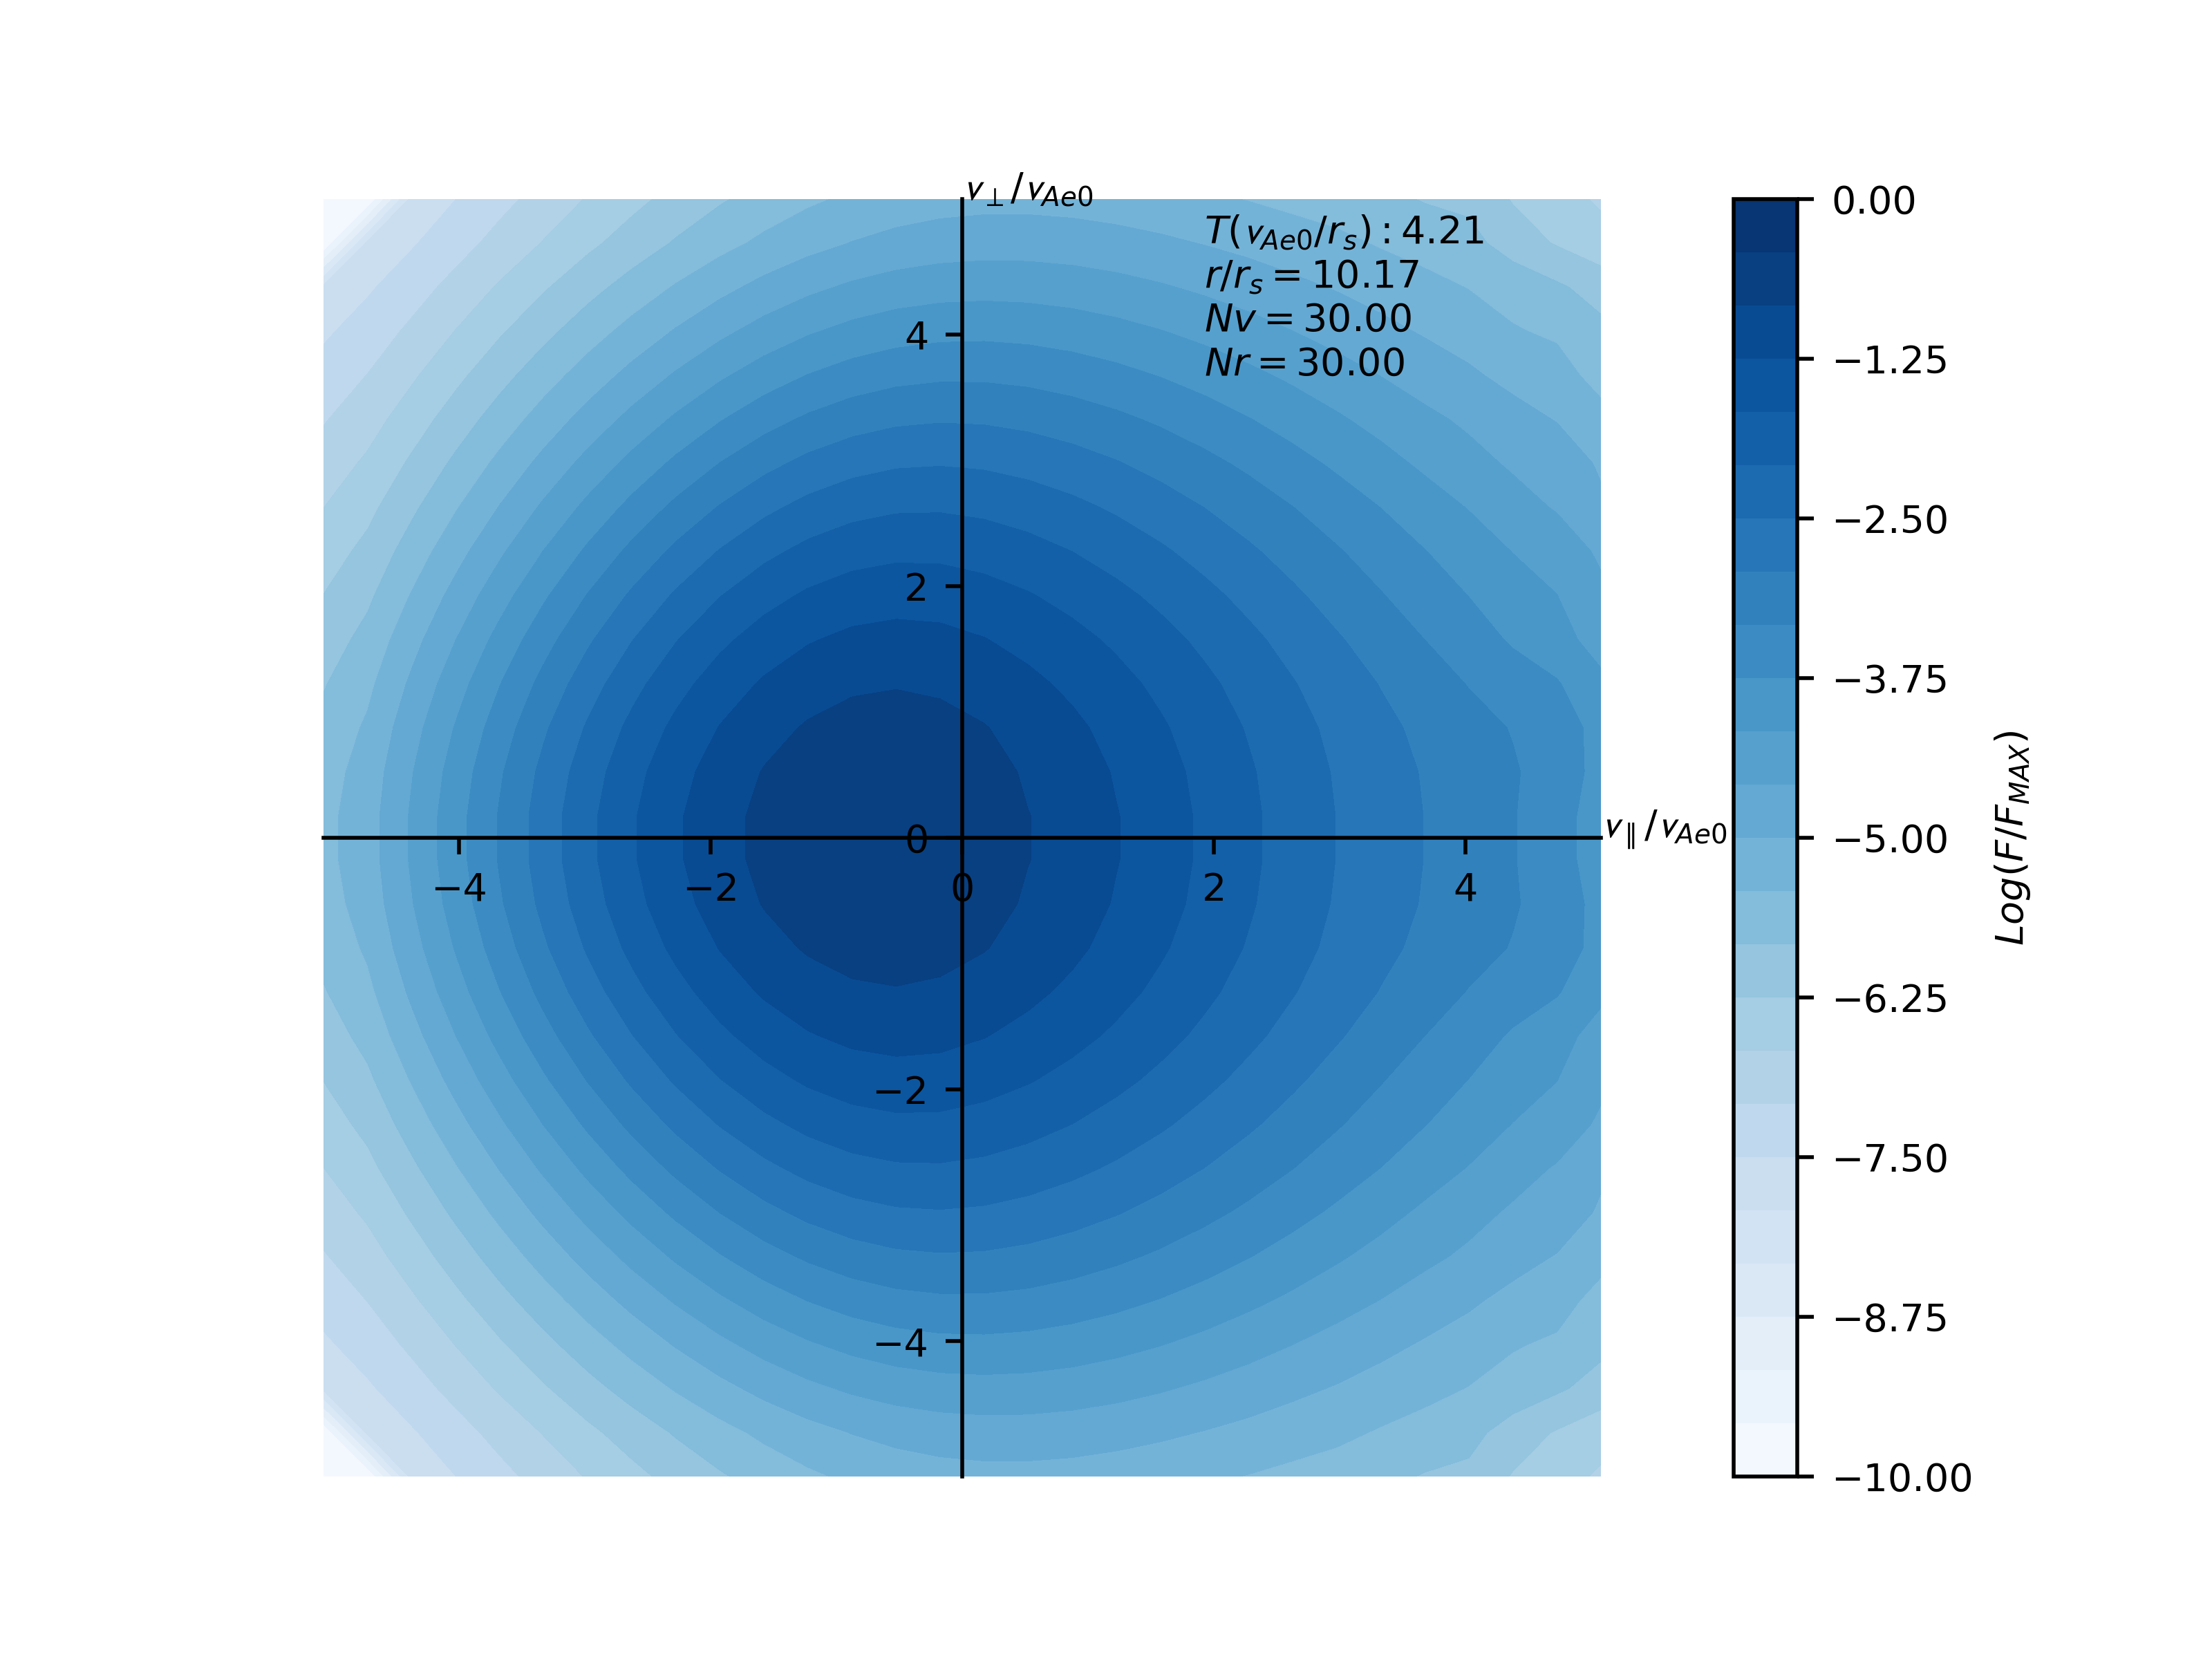 v⊥/vAe0
T(vAe0/rs) : 4.21
r/rs = 10.17
Nv = 30.00
Nr = 30.00
4
2
0
−2
−4
−4 −2 0 2 4
v∥/vAe0
0.00
−1.25
−2.50
−3.75
−5.00
−6.25
−7.50
−8.75
−10.00
Log(F/FMAX)